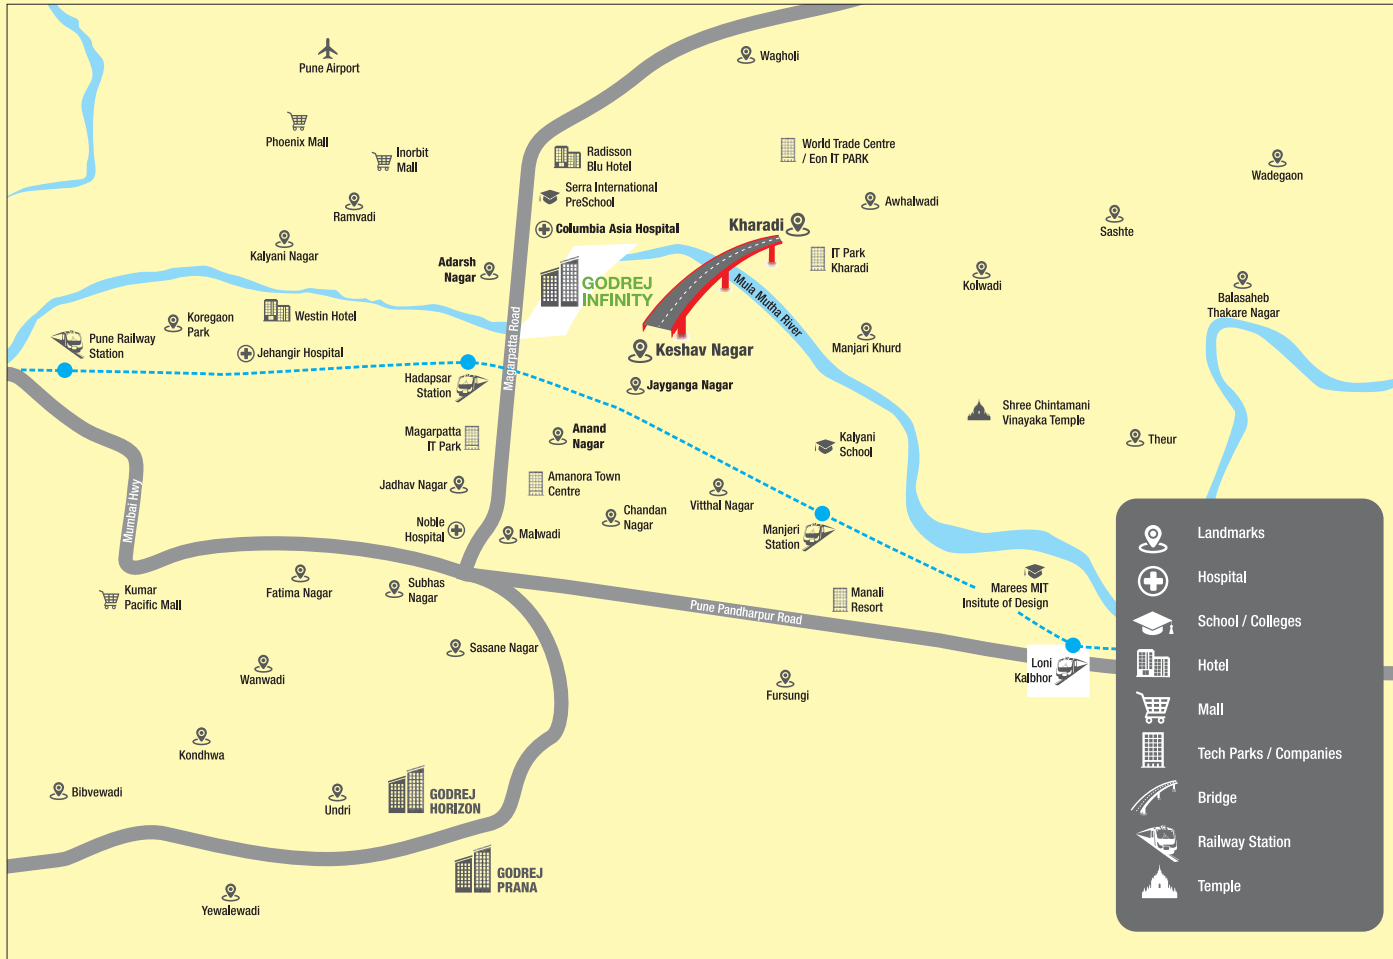 Pune Airport
Wagholi
Phoenix Mall
Inorbit
Mall
Radisson
Blu Hotel
World Trade Centre
/ Eon IT PARK
Wadegaon
Serra International
PreSchool
Ramvadi
Awhalwadi
Columbia Asia Hospital
Kharadi
Sashte
Kalyani Nagar
Adarsh
Nagar
IT Park
Kharadi
Kolwadi
GODREJ
INFINITY
Mula Mutha River
Balasaheb
Thakare Nagar
Koregaon
Park
Westin Hotel
Magarpatta Road
Pune Railway
Station
Jehangir Hospital
Keshav Nagar
Manjari Khurd
Hadapsar
Station
Jayganga Nagar
Shree Chintamani
Vinayaka Temple
Magarpatta
IT Park
Anand
Nagar
Kalyani
School
Theur
Jadhav Nagar
Amanora Town
Centre
Vitthal Nagar
Mumbai Hwy
Noble
Hospital
Malwadi
Chandan
Nagar
Manjeri
Station
Kumar
Pacific Mall
Fatima Nagar
Subhas
Nagar
Pune Pandharpur Road
Manali
Resort
Marees MIT
Insitute of Design
Sasane Nagar
Wanwadi
Fursungi
Loni
Kalbhor
Kondhwa
Bibvewadi
Undri
GODREJ
HORIZON
GODREJ
PRANA
Yewalewadi
Landmarks
Hospital
School / Colleges
Hotel
Mall
Tech Parks / Companies
Bridge
Railway Station
Temple